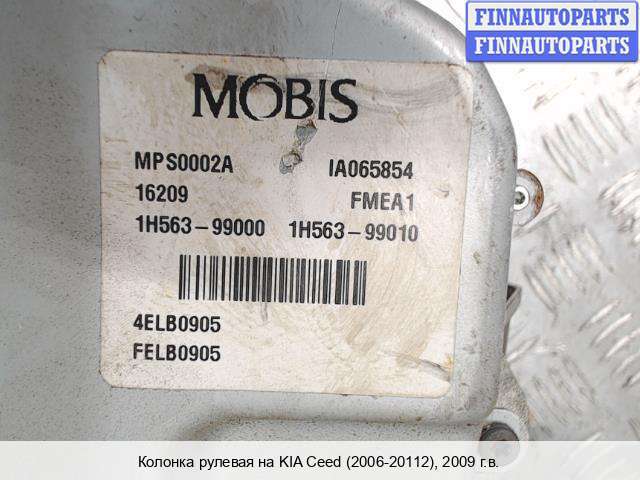 FINNAUTOPARTS
FINNAUTOPARTS
MOBIS
MPS0002A IA065854
16209 FMEA1
1H563-99000 1H563-99010
4ELB0905
FELB0905
Колонка рулевая на KIA Ceed (2006-20112), 2009 г.в.